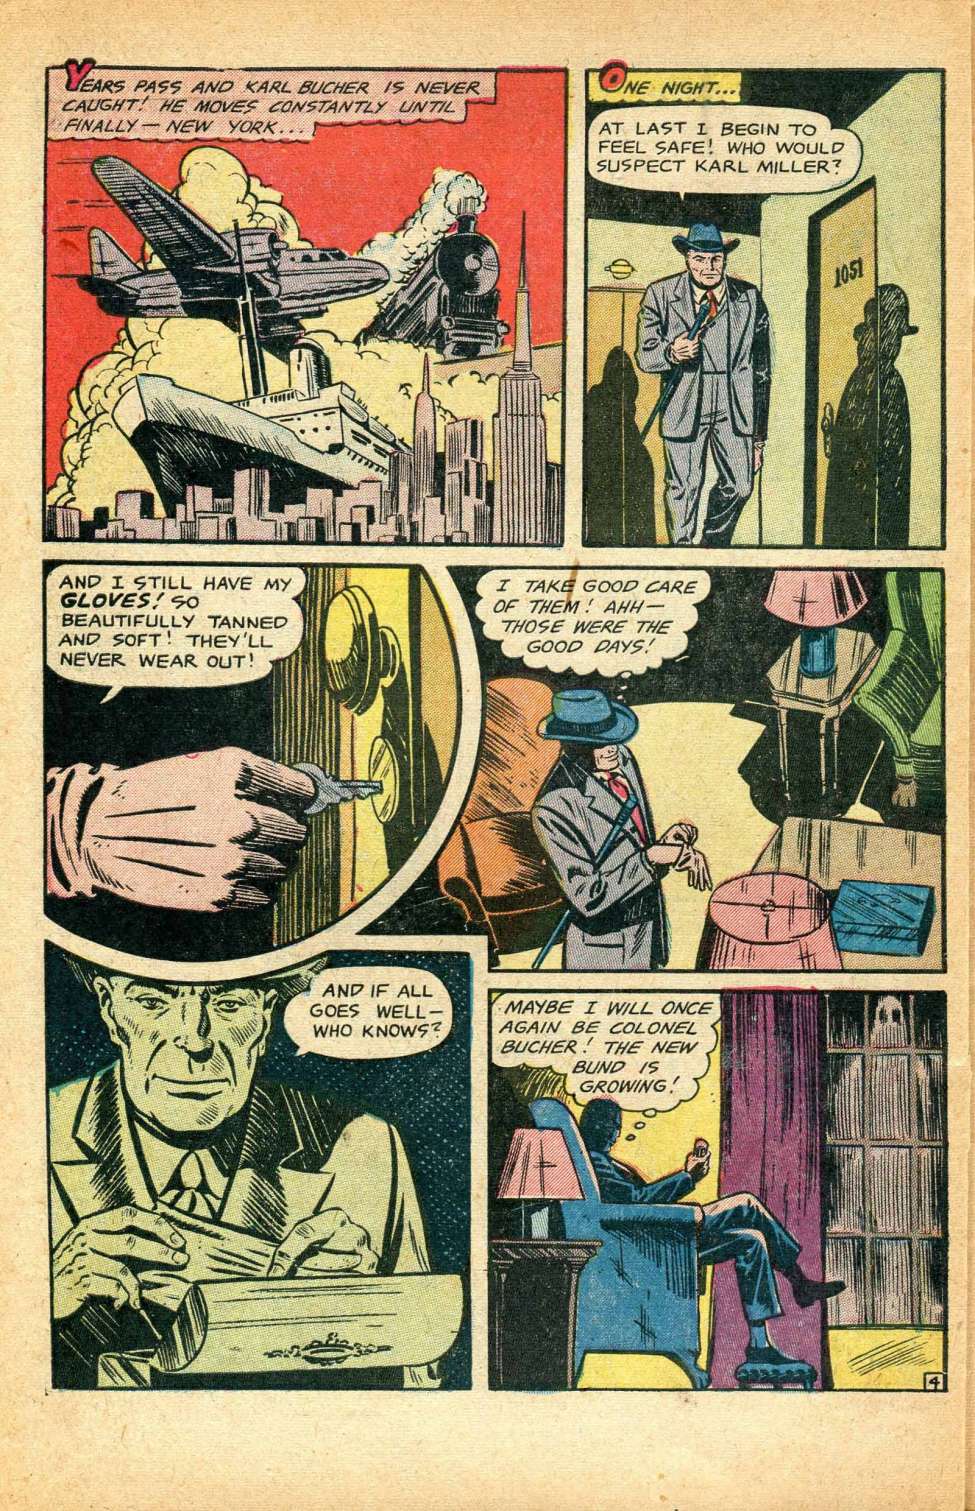 YEARS PASS AND KARL BUCHER IS NEVER
CAUGHT! HE MOVES CONSTANTLY UNTIL
FINALLY — NEW YORK...
ONE NIGHT...
AT LAST I BEGIN TO
FEEL SAFE! WHO WOULD
SUSPECT KARL MILLER?
1051
AND I STILL HAVE MY
GLOVES! SO
BEAUTIFULLY TANNED
AND SOFT! THEY'LL
NEVER WEAR OUT!
I TAKE GOOD CARE
OF THEM! AHH—
THOSE WERE THE
GOOD DAYS!
AND IF ALL
GOES WELL—
WHO KNOWS?
MAYBE I WILL ONCE
AGAIN BE COLONEL
BUCHER! THE NEW
BUND IS
GROWING!
4